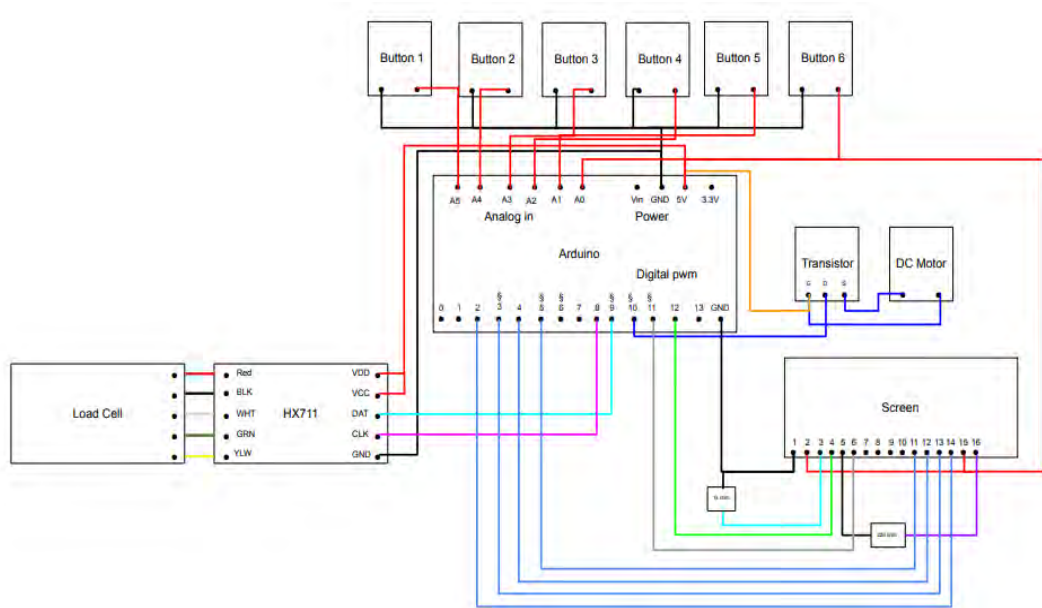 Button 1 Button 2 Button 3 Button 4 Button 5 Button 6
A5 A4 A3 A2 A1 A0 Vin GND 5V 3.3V
Analog in Power
Arduino
Digital pwm
0 1 2 §3 4 §5 §6 7 8 §9 §10 §11 12 13 GND
Transistor DC Motor
Load Cell
Red
BLK
WHT
GRN
YLW
HX711
VDD
VCC
DAT
CLK
GND
Screen
1 2 3 4 5 6 7 8 9 10 11 12 13 14 15 16